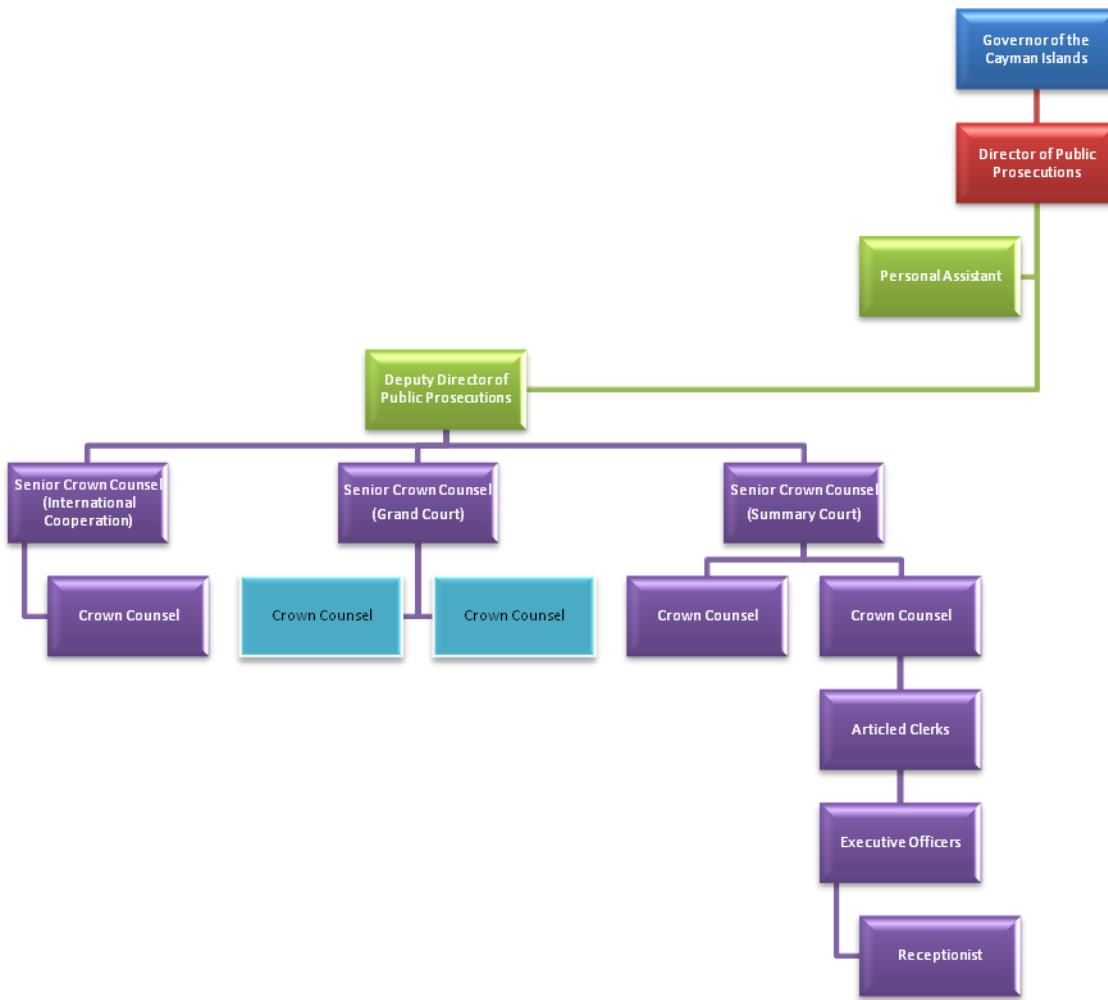 Governor of the
Cayman Islands
Director of Public
Prosecutions
Personal Assistant
Deputy Director of
Public Prosecutions
Senior Crown Counsel
(International
Cooperation)
Senior Crown Counsel
(Grand Court)
Senior Crown Counsel
(Summary Court)
Crown Counsel
Crown Counsel
Crown Counsel
Crown Counsel
Crown Counsel
Articled Clerks
Executive Officers
Receptionist